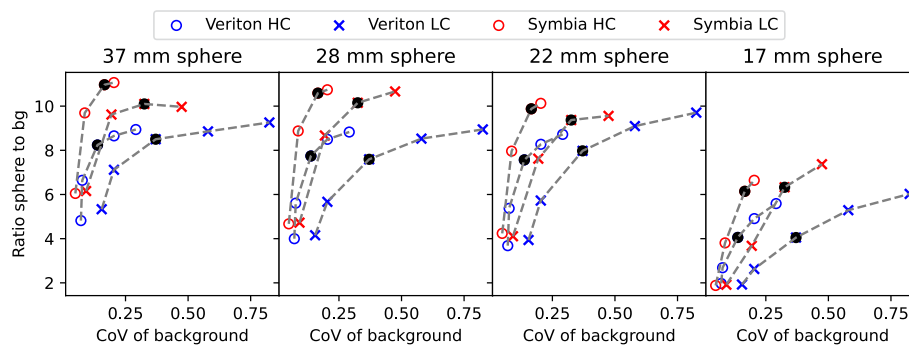 Veriton HC Veriton LC Symbia HC Symbia LC
37 mm sphere 28 mm sphere 22 mm sphere 17 mm sphere
Ratio sphere to bg
10
8
6
4
2
0.25 0.50 0.75 0.25 0.50 0.75 0.25 0.50 0.75 0.25 0.50 0.75
CoV of background CoV of background CoV of background CoV of background